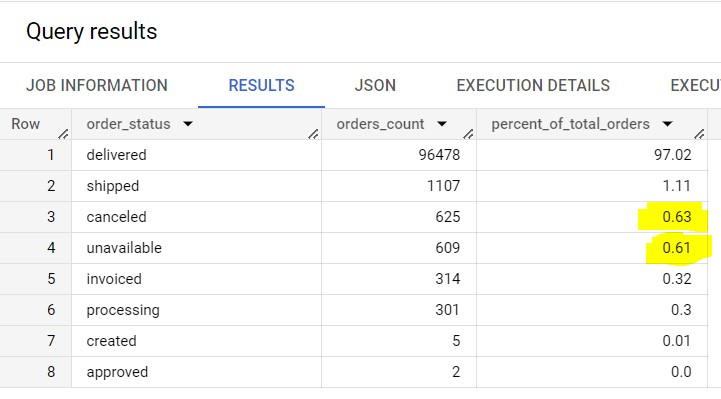 Query results
JOB INFORMATION RESULTS JSON EXECUTION DETAILS EXECU
Row order_status orders_count percent_of_total_orders
1 delivered 96478 97.02
2 shipped 1107 1.11
3 canceled 625 0.63
4 unavailable 609 0.61
5 invoiced 314 0.32
6 processing 301 0.3
7 created 5 0.01
8 approved 2 0.0